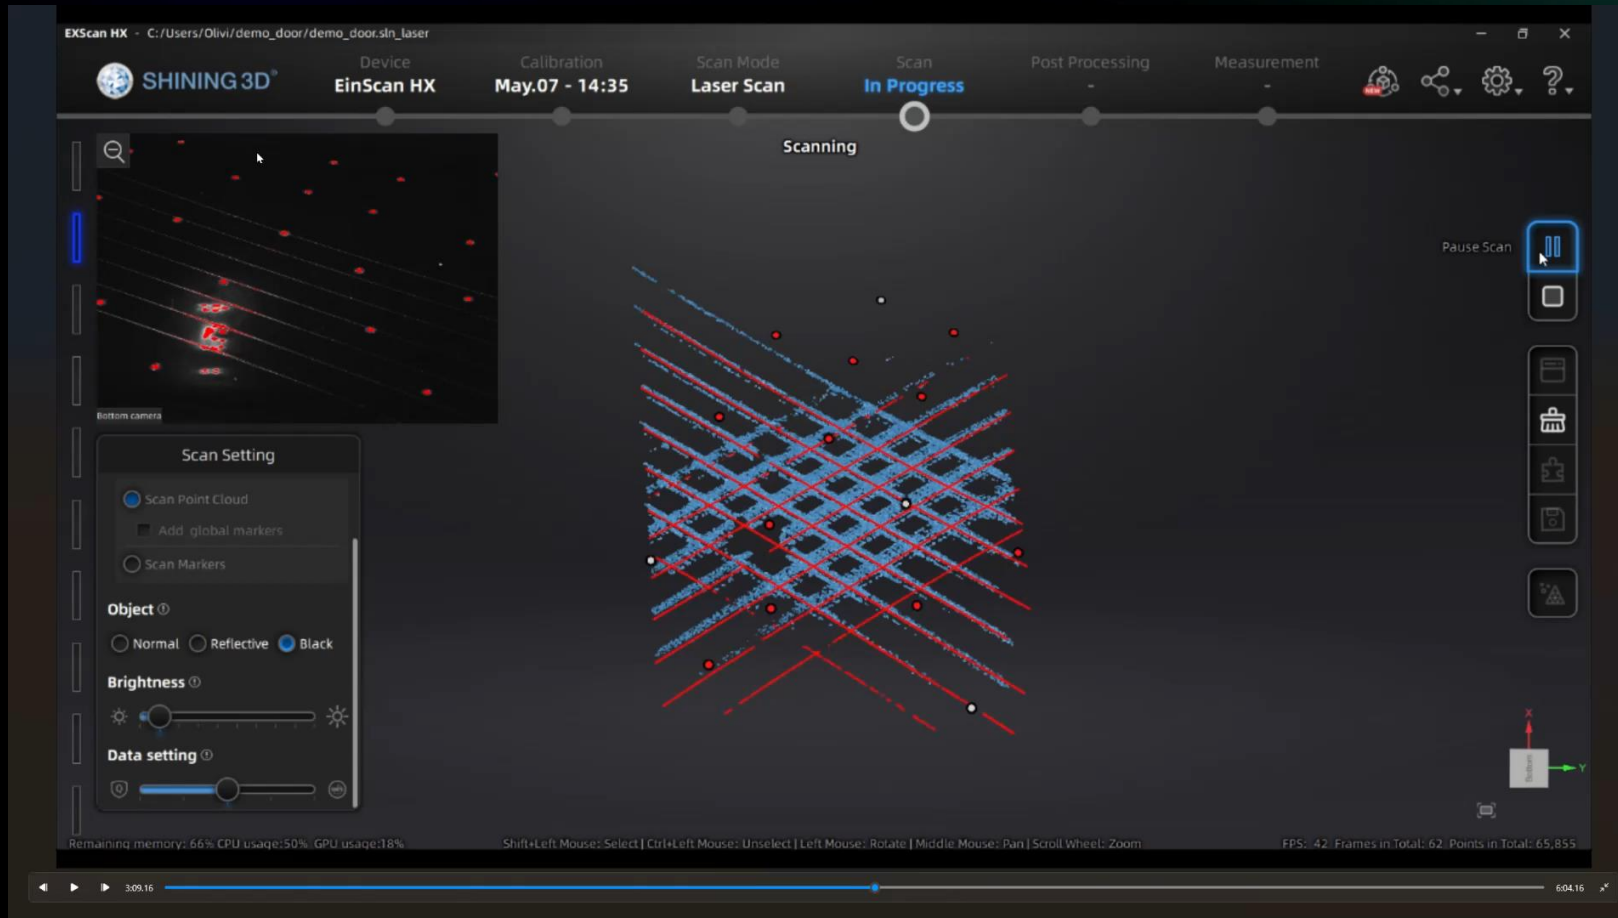 EXScan HX - C:/Users/Olivi/demo_door/demo_door.sln_laser
SHINING 3D®
Device
EinScan HX
Calibration
May.07 - 14:35
Scan Mode
Laser Scan
Scan
In Progress
Post Processing
-
Measurement
-
NEW
Scanning
Pause Scan
Bottom camera
Scan Setting
Scan Point Cloud
Add global markers
Scan Markers
Object
Normal Reflective Black
Brightness
Data setting
X
Bottom
Y
Remaining memory: 66% CPU usage:50% GPU usage:18%
Shift+Left Mouse: Select | Ctrl+Left Mouse: Unselect | Left Mouse: Rotate | Middle Mouse: Pan | Scroll Wheel: Zoom
FPS: 42 Frames in Total: 62 Points in Total: 65,855
3:09.16
6:04.16